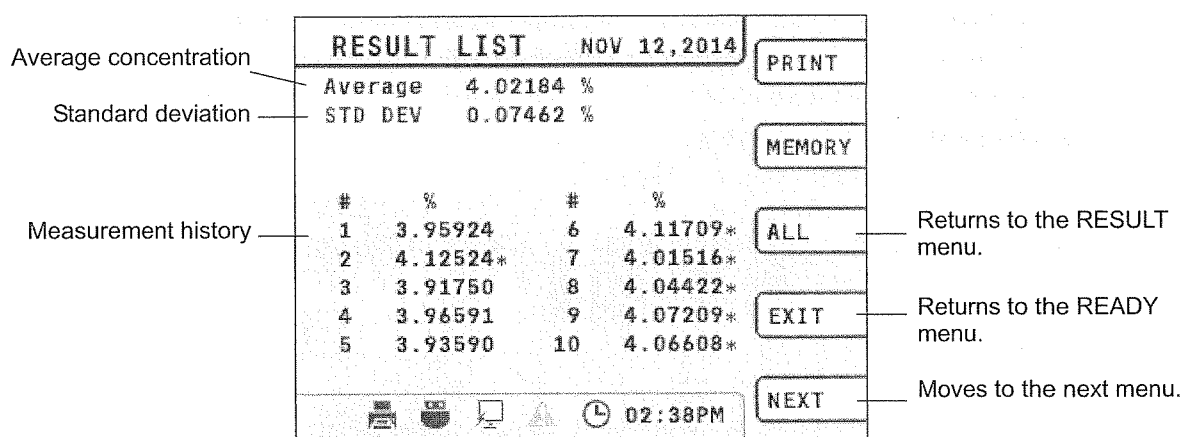 RESULT LIST NOV 12,2014
Average concentration
Average 4.02184 %
Standard deviation
STD DEV 0.07462 %
# % # %
Measurement history
1 3.95924 6 4.11709*
2 4.12524* 7 4.01516*
3 3.91750 8 4.04422*
4 3.96591 9 4.07209*
5 3.93590 10 4.06608*
02:38PM
PRINT
MEMORY
ALL
Returns to the RESULT
menu.
EXIT
Returns to the READY
menu.
NEXT
Moves to the next menu.